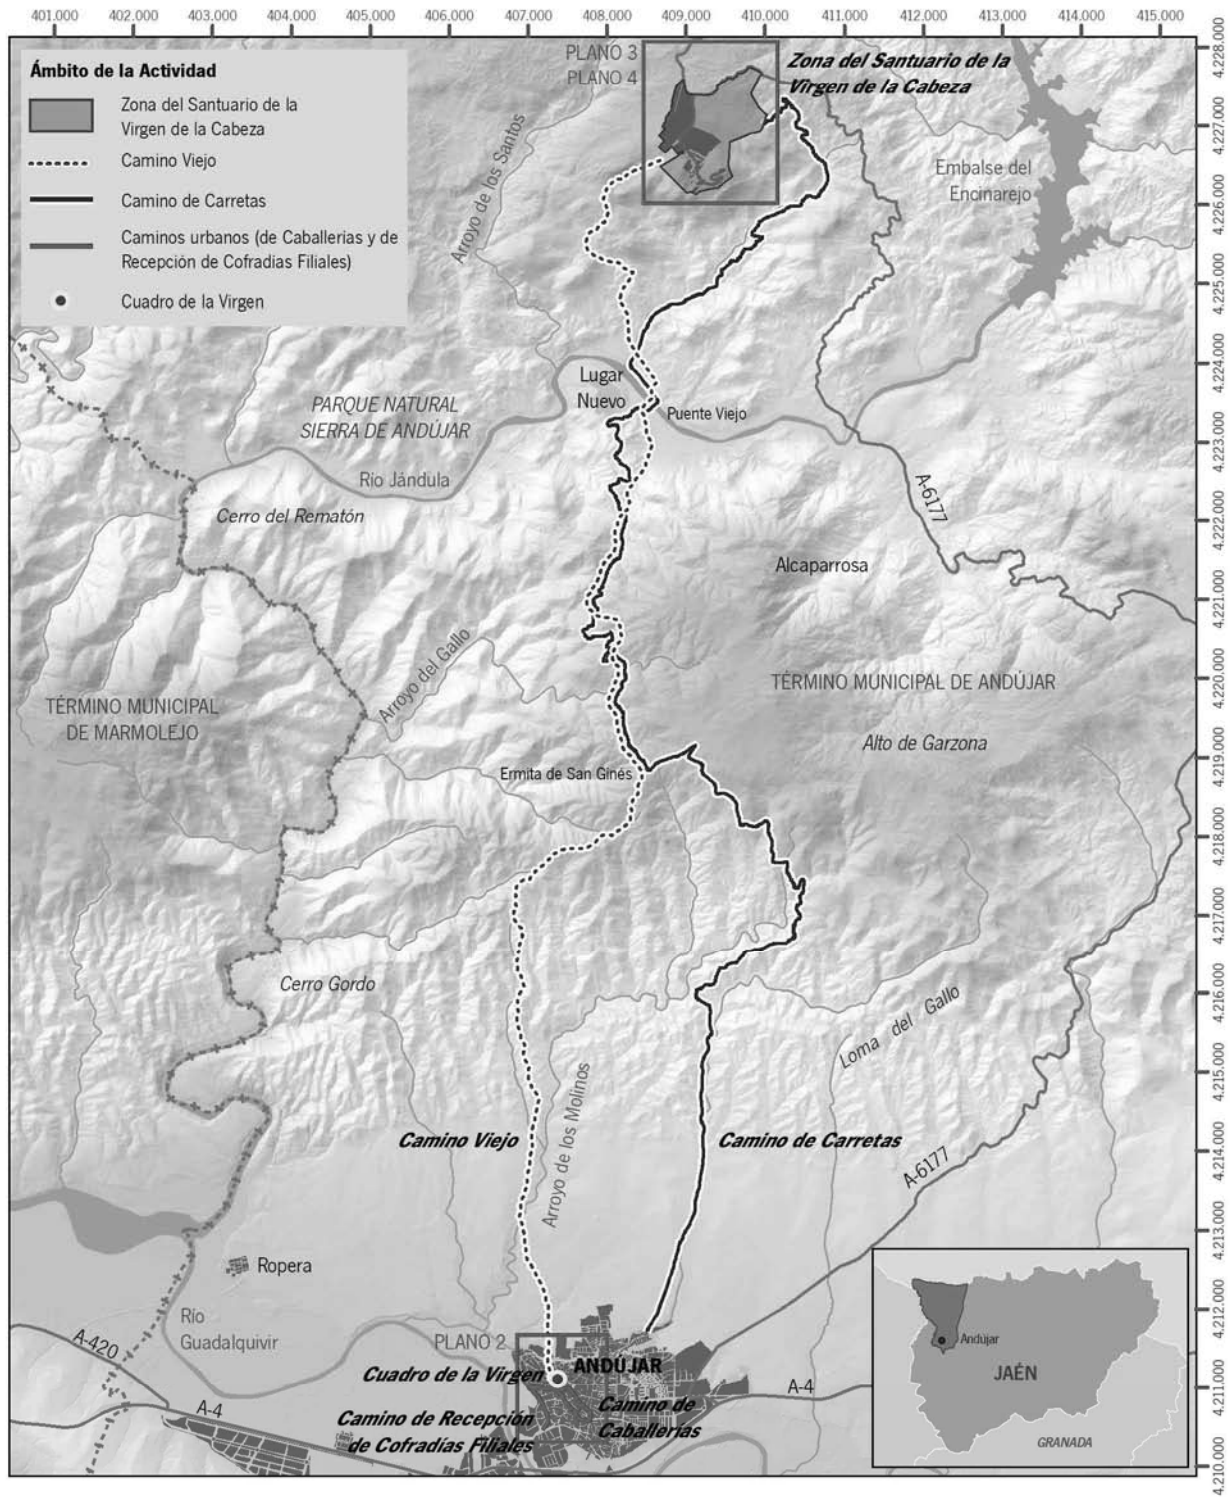 401.000 402.000 403.000 404.000 405.000 406.000 407.000 408.000 409.000 410.000 411.000 412.000 413.000 414.000 415.000
4.228.000
4.227.000
4.226.000
4.225.000
4.224.000
4.223.000
4.222.000
4.221.000
4.220.000
4.219.000
4.218.000
4.217.000
4.216.000
4.215.000
4.214.000
4.213.000
4.212.000
4.211.000
4.210.000
Ámbito de la Actividad
Zona del Santuario de la
Virgen de la Cabeza
Camino Viejo
Camino de Carretas
Caminos urbanos (de Caballerías y de
Recepción de Cofradías Filiales)
Cuadro de la Virgen
PLANO 3
PLANO 4
Zona del Santuario de la
Virgen de la Cabeza
Arroyo de los Santos
Embalse del
Encinarejo
Lugar
Nuevo
Puente Viejo
PARQUE NATURAL
SIERRA DE ANDÚJAR
Río Jándula
Cerro del Rematón
A-6177
Alcaparrosa
Arroyo del Gallo
TÉRMINO MUNICIPAL
DE MARMOLEJO
TÉRMINO MUNICIPAL DE ANDÚJAR
Alto de Garzona
Ermita de San Ginés
Cerro Gordo
Loma del Gallo
Arroyo de los Molinos
Camino Viejo
Camino de Carretas
A-6177
Ropera
Río
Guadalquivir
A-420
PLANO 2
ANDÚJAR
Cuadro de la Virgen
A-4
A-4
Camino de Recepción
de Cofradías Filiales
Camino de
Caballerías
Andújar
JAÉN
GRANADA